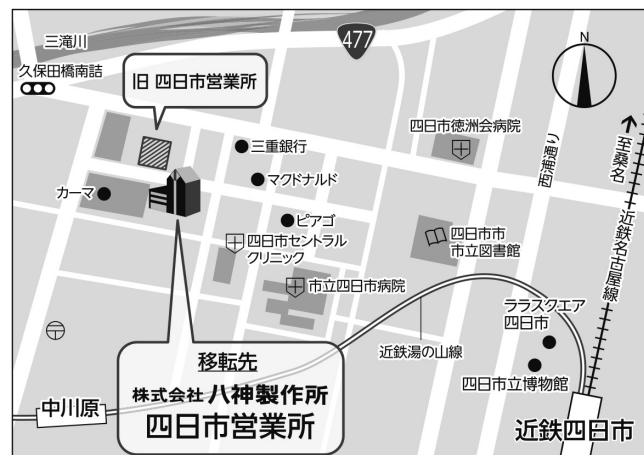 三滝川
477
N
久保田橋南詰
旧 四日市営業所
四日市徳洲会病院
西浦通り
至桑名
近鉄名古屋線
三重銀行
マクドナルド
カーマ
ピアゴ
四日市セントラル
クリニック
四日市市
市立図書館
市立四日市病院
ララスクエア
四日市
近鉄湯の山線
四日市立博物館
移転先
株式会社 八神製作所
四日市営業所
中川原
近鉄四日市